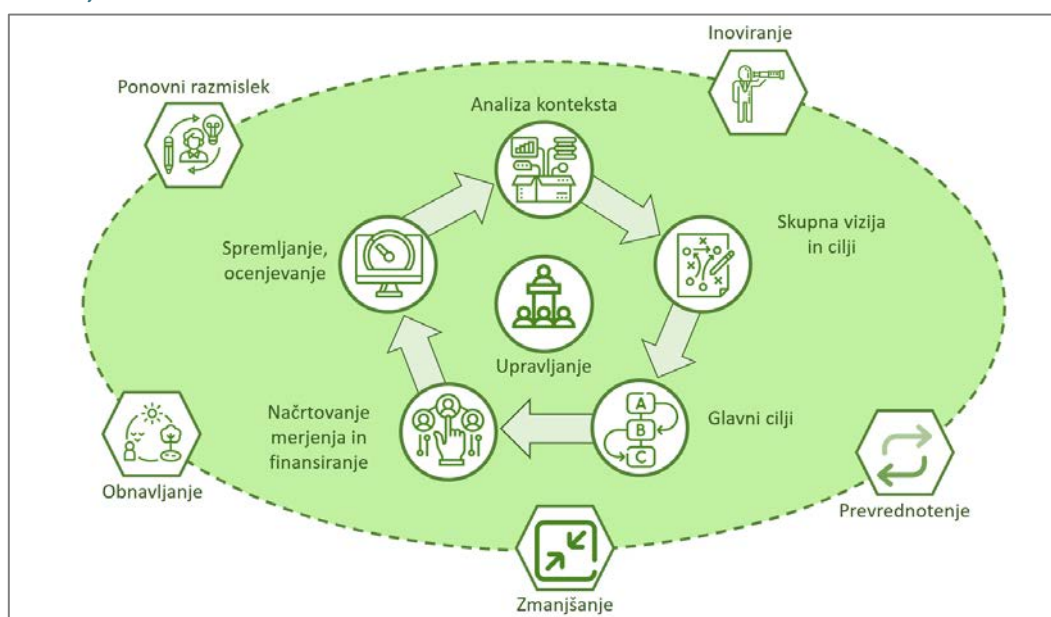 Inoviranje
Ponovni razmislek
Analiza konteksta
Skupna vizija
in cilji
Spremljanje,
ocenjevanje
Upravljanje
A
B
C
Glavni cilji
Načrtovanje
merjenja in
finansiranje
Obnavljanje
Prevrednotenje
Zmanjšanje